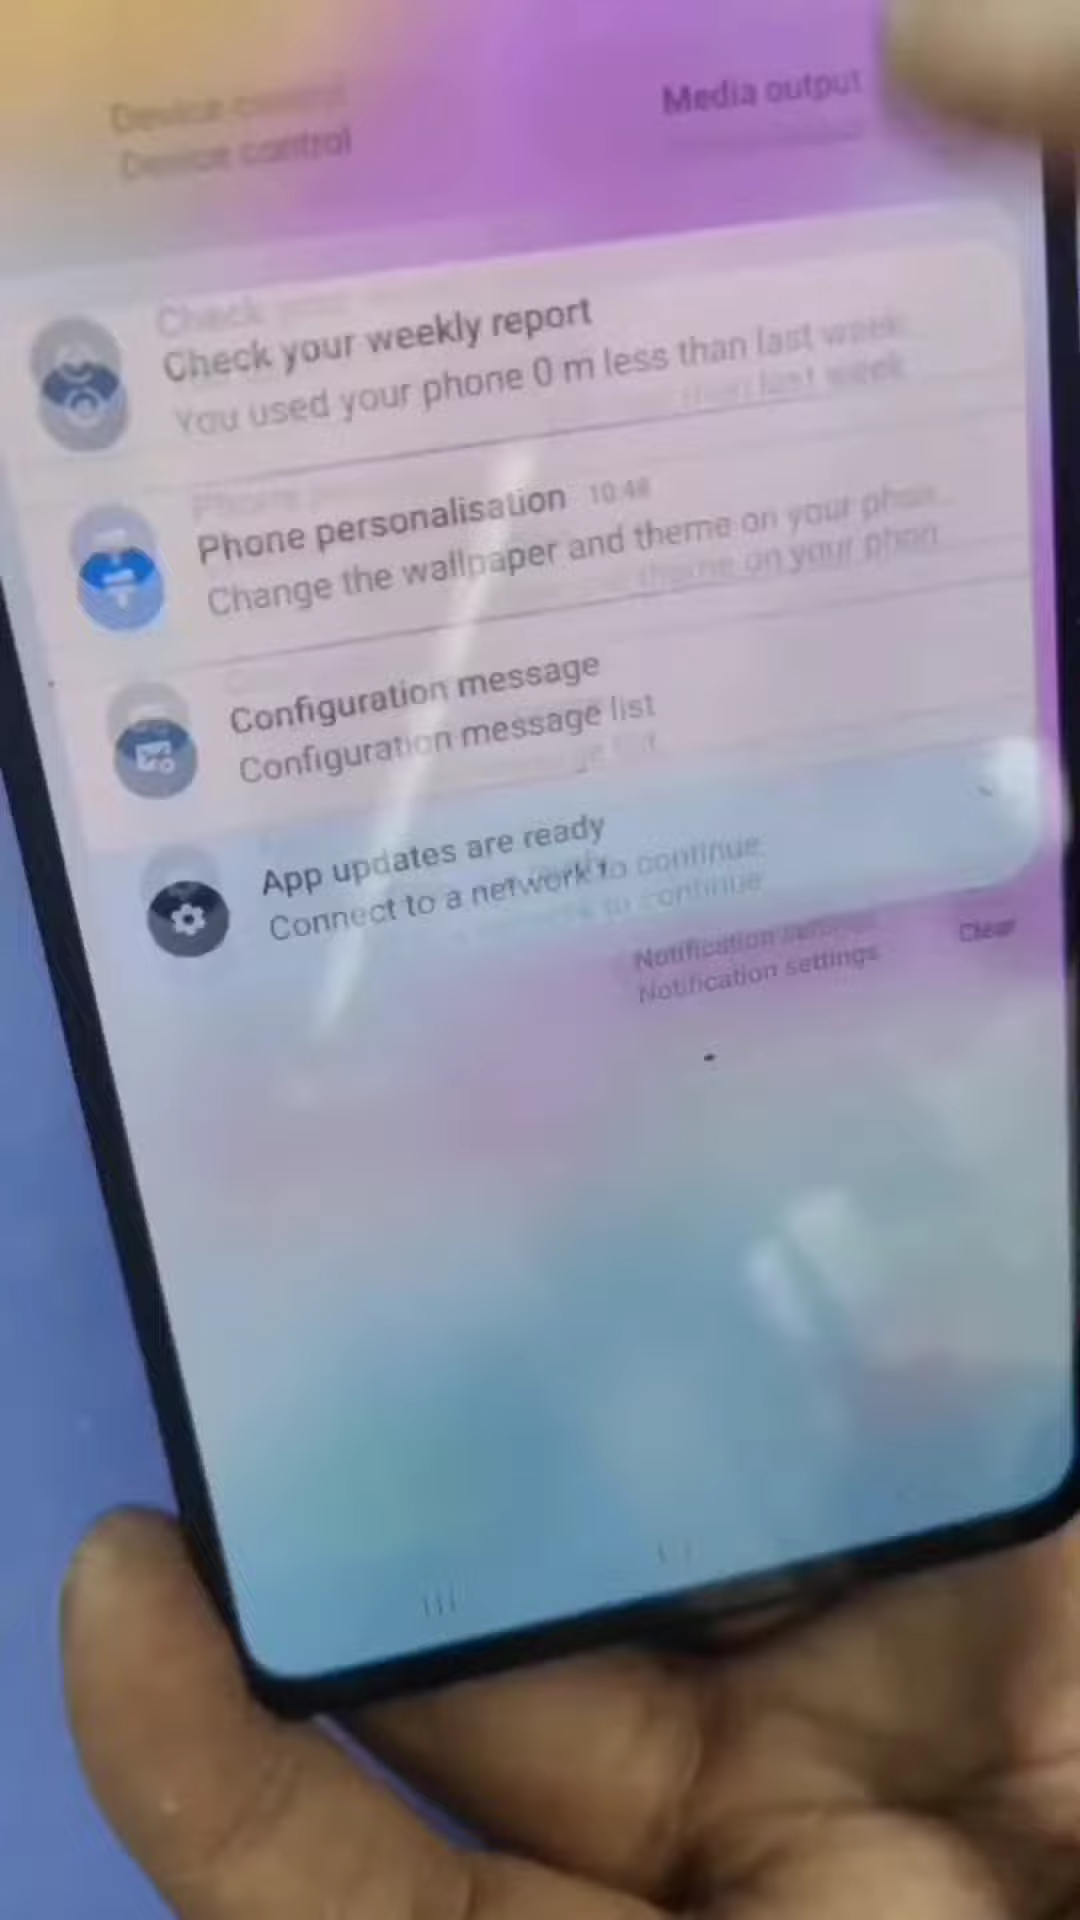 Device control
Media output
Check your weekly report
You used your phone 0 m less than last week
Phone personalisation 10:48
Change the wallpaper and theme on your phon...
Configuration message
Configuration message list
App updates are ready
Connect to a network to continue
Notification settings
Clear